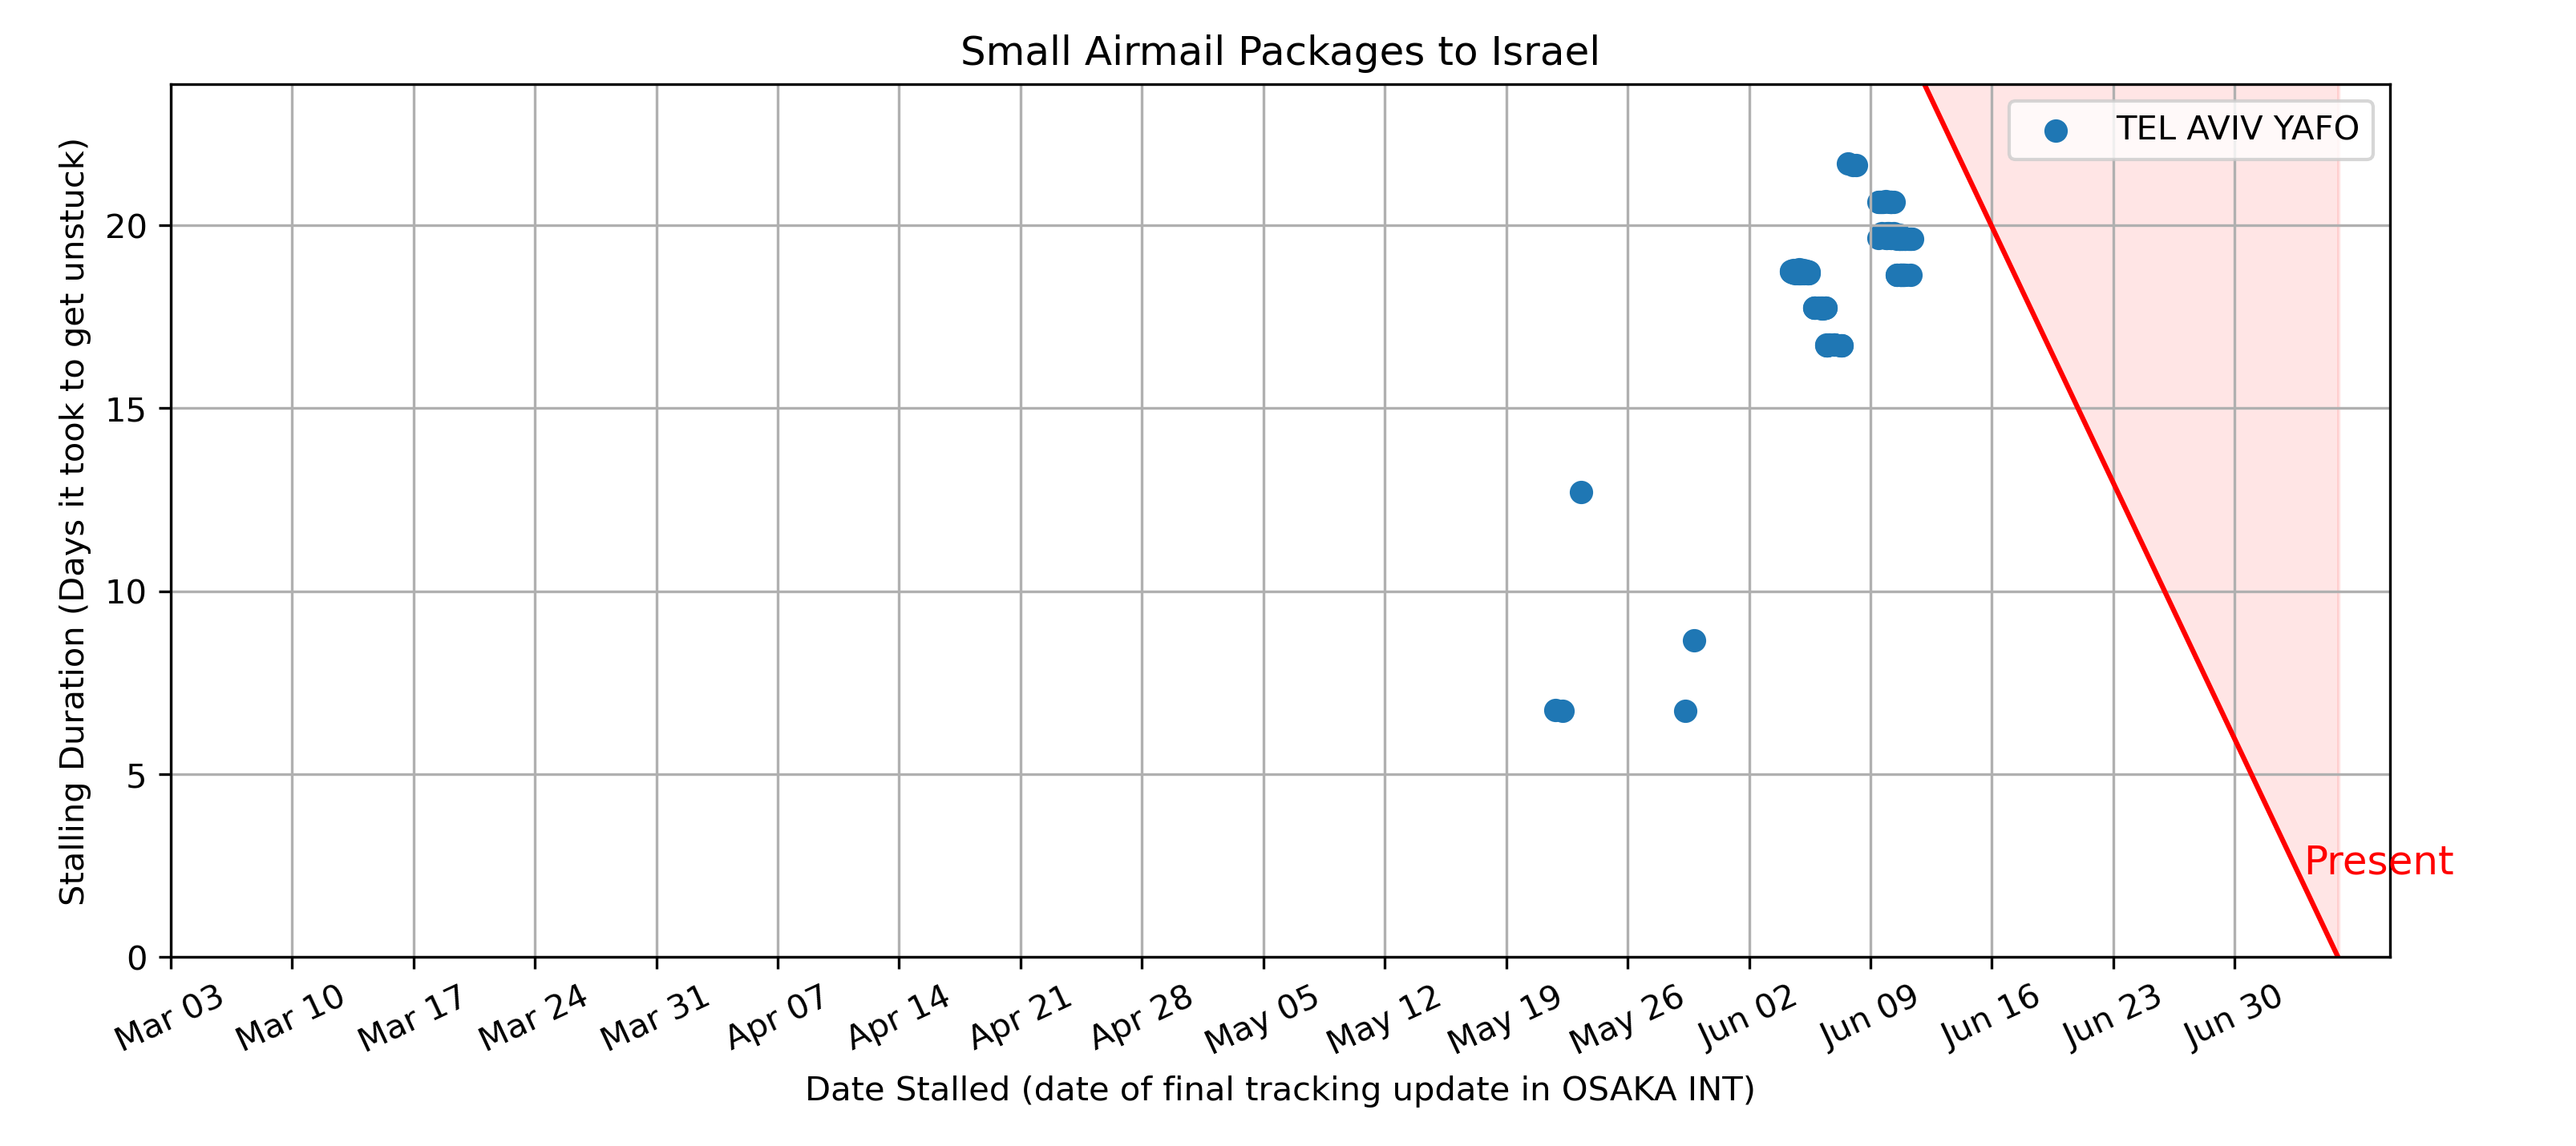 Small Airmail Packages to Israel
TEL AVIV YAFO
Stalling Duration (Days it took to get unstuck)
20
15
10
5
0
Present
Mar 03
Mar 10
Mar 17
Mar 24
Mar 31
Apr 07
Apr 14
Apr 21
Apr 28
May 05
May 12
May 19
May 26
Jun 02
Jun 09
Jun 16
Jun 23
Jun 30
Date Stalled (date of final tracking update in OSAKA INT)